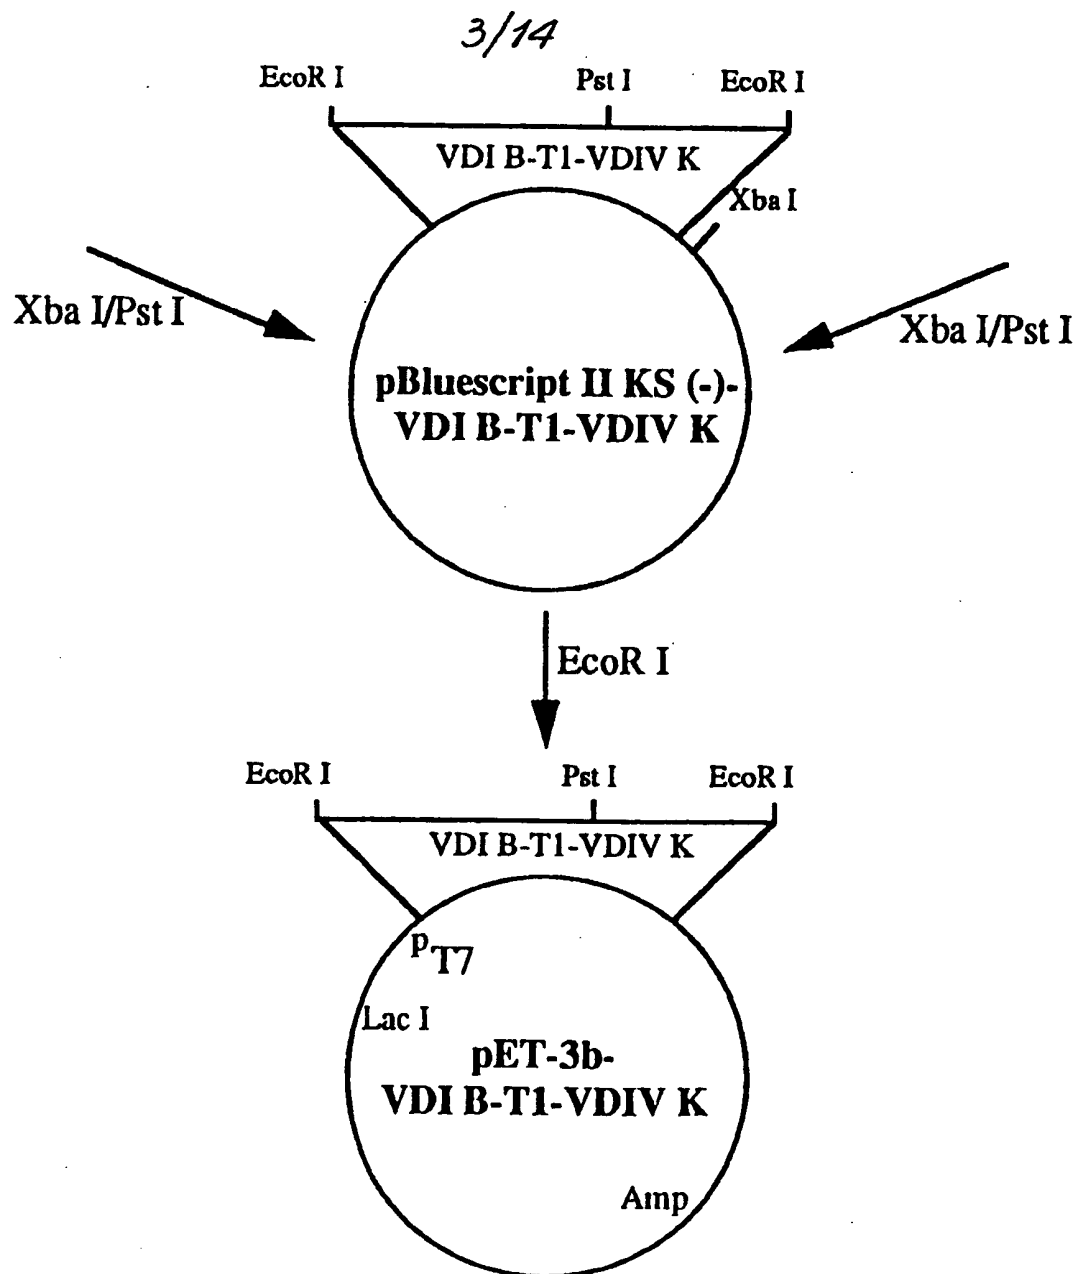 3/14
EcoR I
Pst I
EcoR I
VDI B-T1-VDIV K
Xba I
Xba I/Pst I
Xba I/Pst I
pBluescript II KS (-)-
VDI B-T1-VDIV K
EcoR I
EcoR I
Pst I
EcoR I
VDI B-T1-VDIV K
pT7
Lac I
pET-3b-
VDI B-T1-VDIV K
Amp